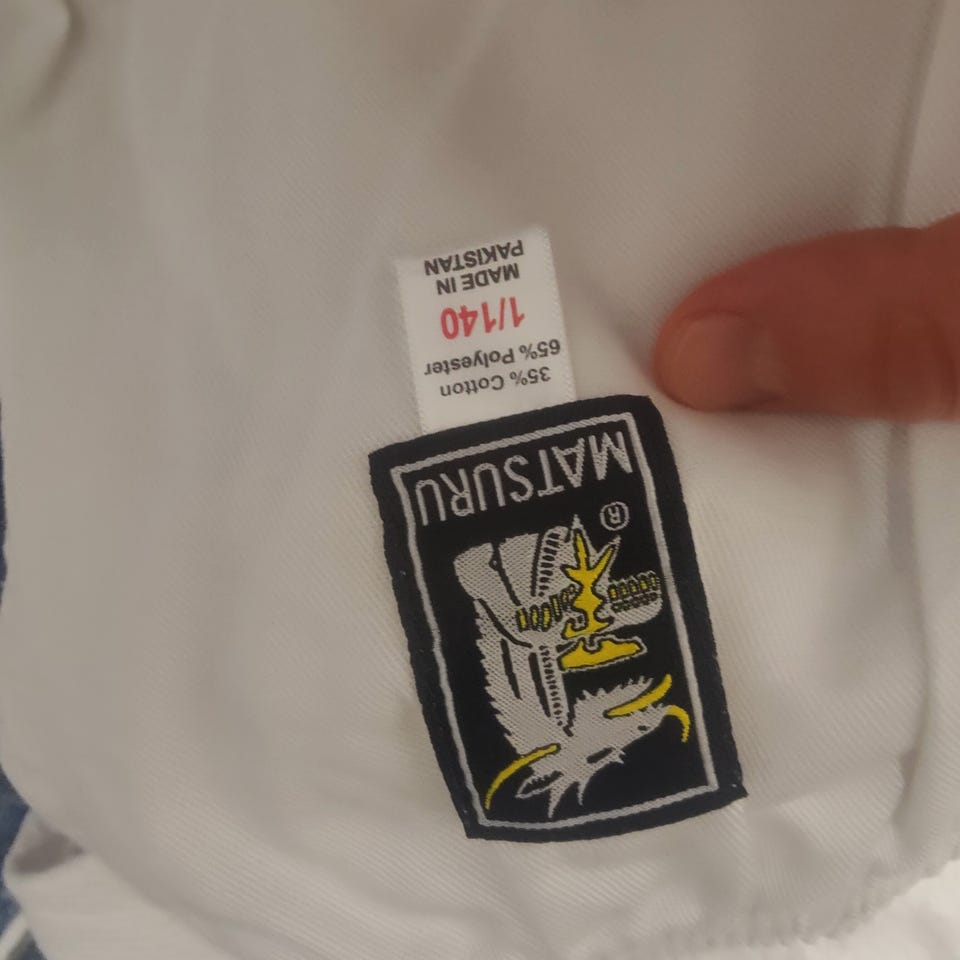 MATSURU
®
35% Cotton
65% Polyester
1/140
MADE IN
PAKISTAN